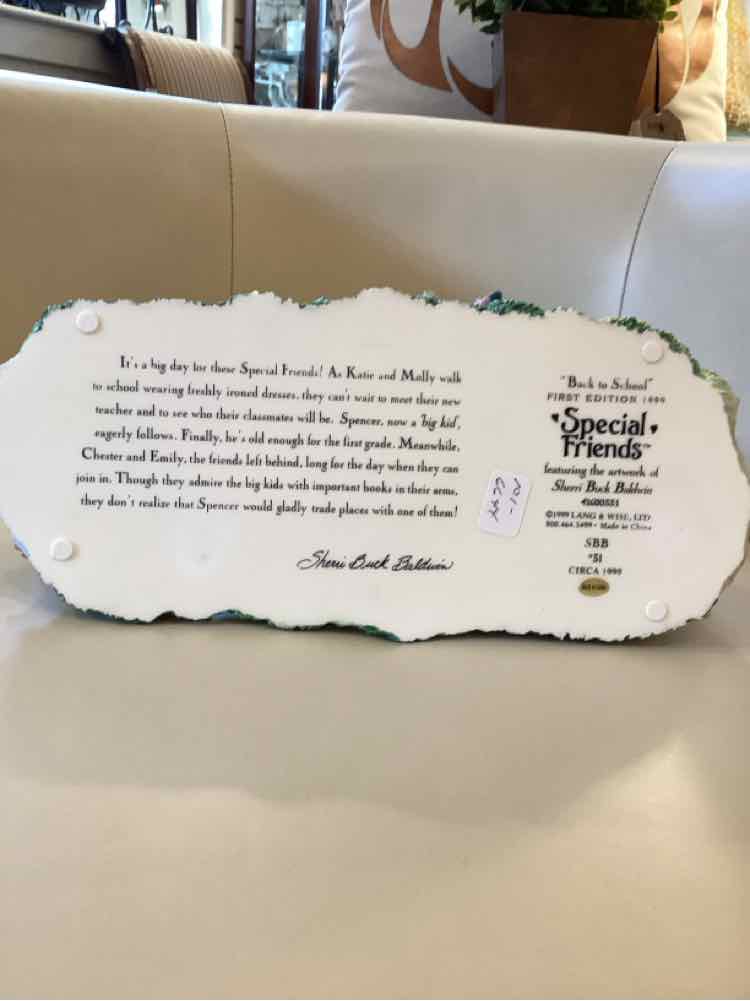 It's a big day for these Special Friends! As Katie and Molly walk
to school wearing freshly ironed dresses, they can't wait to meet their new
teacher and to see who their classmates will be. Spencer, now a 'big kid',
eagerly follows. Finally, he's old enough for the first grade. Meanwhile,
Chester and Emily, the friends left behind, long for the day when they can
join in. Though they admire the big kids with important books in their arms,
they don't realize that Spencer would gladly trade places with one of them!
Sherri Buck Baldwin
"Back to School"
FIRST EDITION 1999
Special
Friends™
featuring the artwork of
Sherri Buck Baldwin
©1999 LANG & WISE, LTD
800.464.5499 • Made in China
SBB
#51
CIRCA 1999